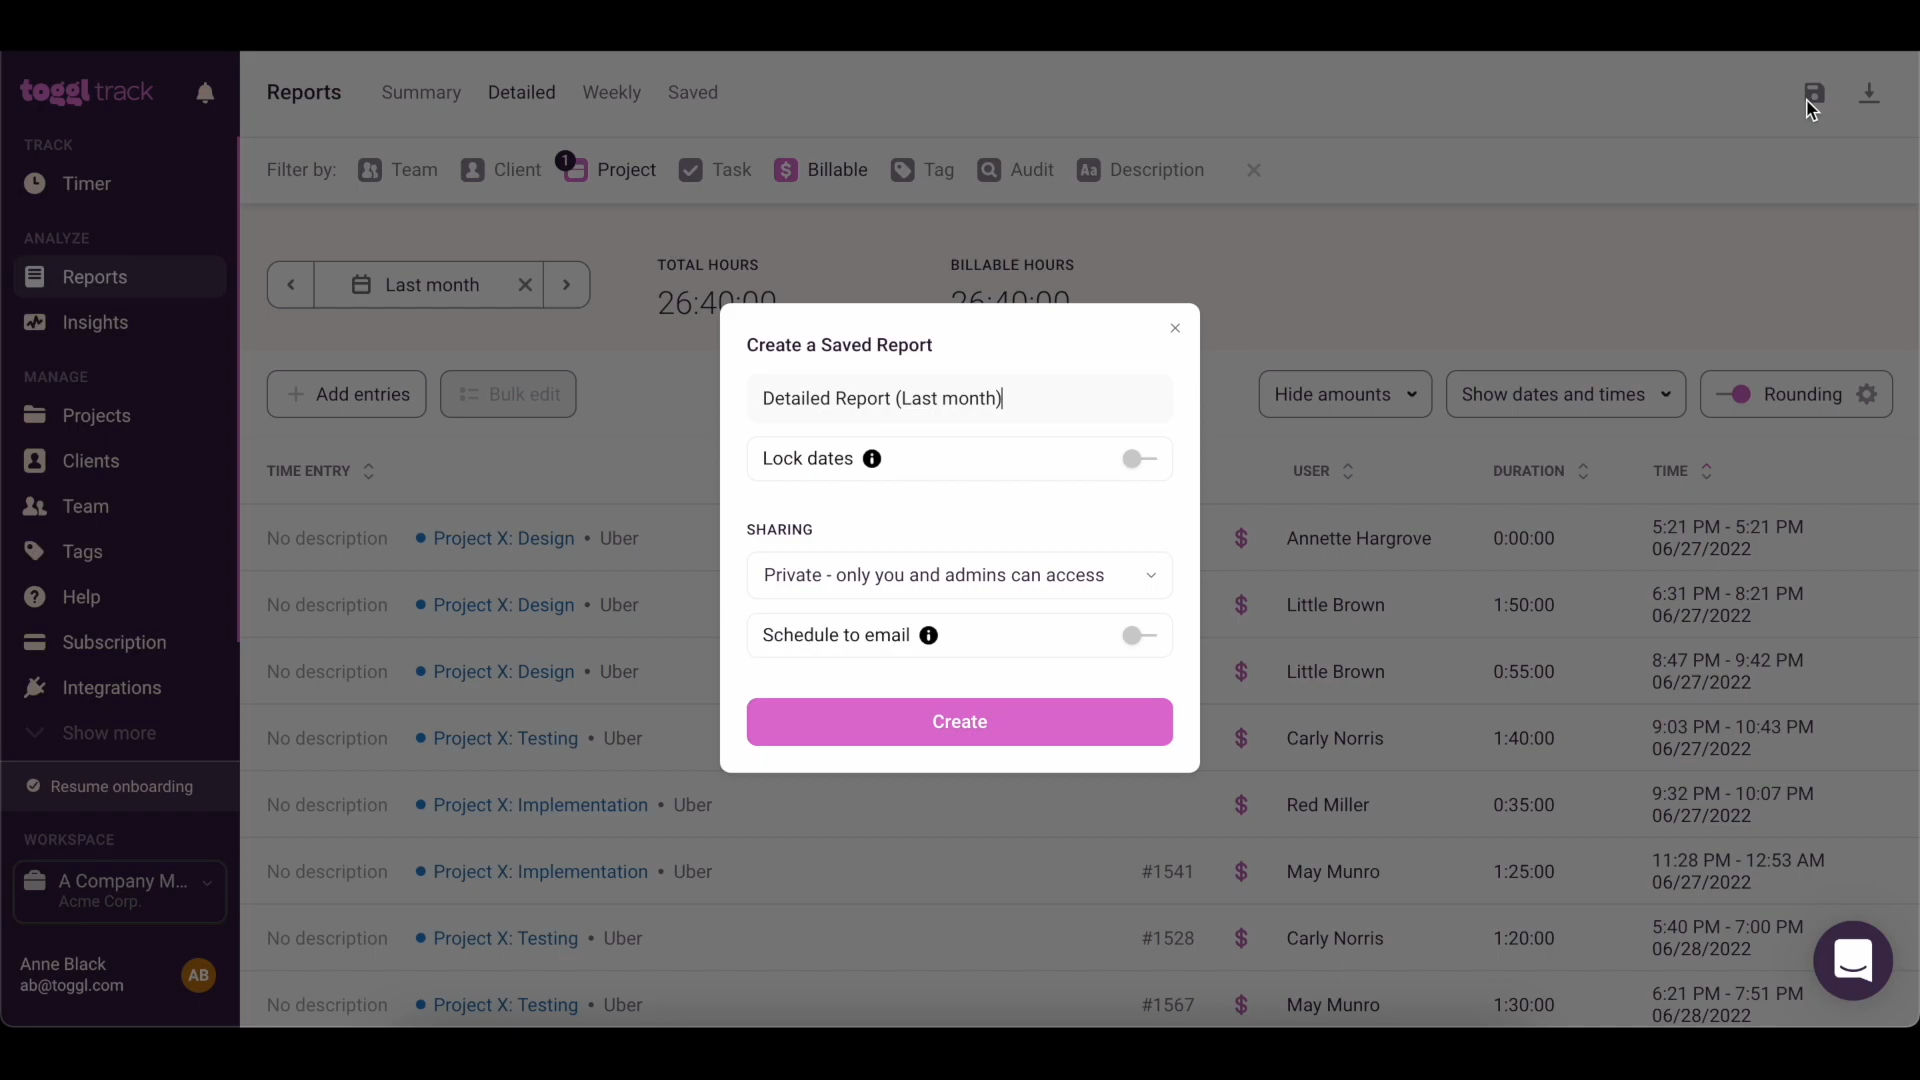 toggl track
Reports Summary Detailed Weekly Saved
TRACK
Timer
Filter by: Team Client 1 Project Task $ Billable Tag Audit Aa Description
ANALYZE
Reports
Insights
Last month
TOTAL HOURS
26:40:00
BILLABLE HOURS
26:40:00
MANAGE
Projects
Clients
Team
Tags
Help
Subscription
Integrations
Show more
Resume onboarding
WORKSPACE
A Company M...
Acme Corp.
Anne Black
ab@toggl.com
AB
Add entries Bulk edit
Hide amounts Show dates and times Rounding
Create a Saved Report
Detailed Report (Last month)
Lock dates
SHARING
Private - only you and admins can access
Schedule to email
Create
TIME ENTRY USER DURATION TIME
No description • Project X: Design • Uber $ Annette Hargrove 0:00:00 5:21 PM - 5:21 PM
06/27/2022
No description • Project X: Design • Uber $ Little Brown 1:50:00 6:31 PM - 8:21 PM
06/27/2022
No description • Project X: Design • Uber $ Little Brown 0:55:00 8:47 PM - 9:42 PM
06/27/2022
No description • Project X: Testing • Uber $ Carly Norris 1:40:00 9:03 PM - 10:43 PM
06/27/2022
No description • Project X: Implementation • Uber $ Red Miller 0:35:00 9:32 PM - 10:07 PM
06/27/2022
No description • Project X: Implementation • Uber #1541 $ May Munro 1:25:00 11:28 PM - 12:53 AM
06/27/2022
No description • Project X: Testing • Uber #1528 $ Carly Norris 1:20:00 5:40 PM - 7:00 PM
06/28/2022
No description • Project X: Testing • Uber #1567 $ May Munro 1:30:00 6:21 PM - 7:51 PM
06/28/2022